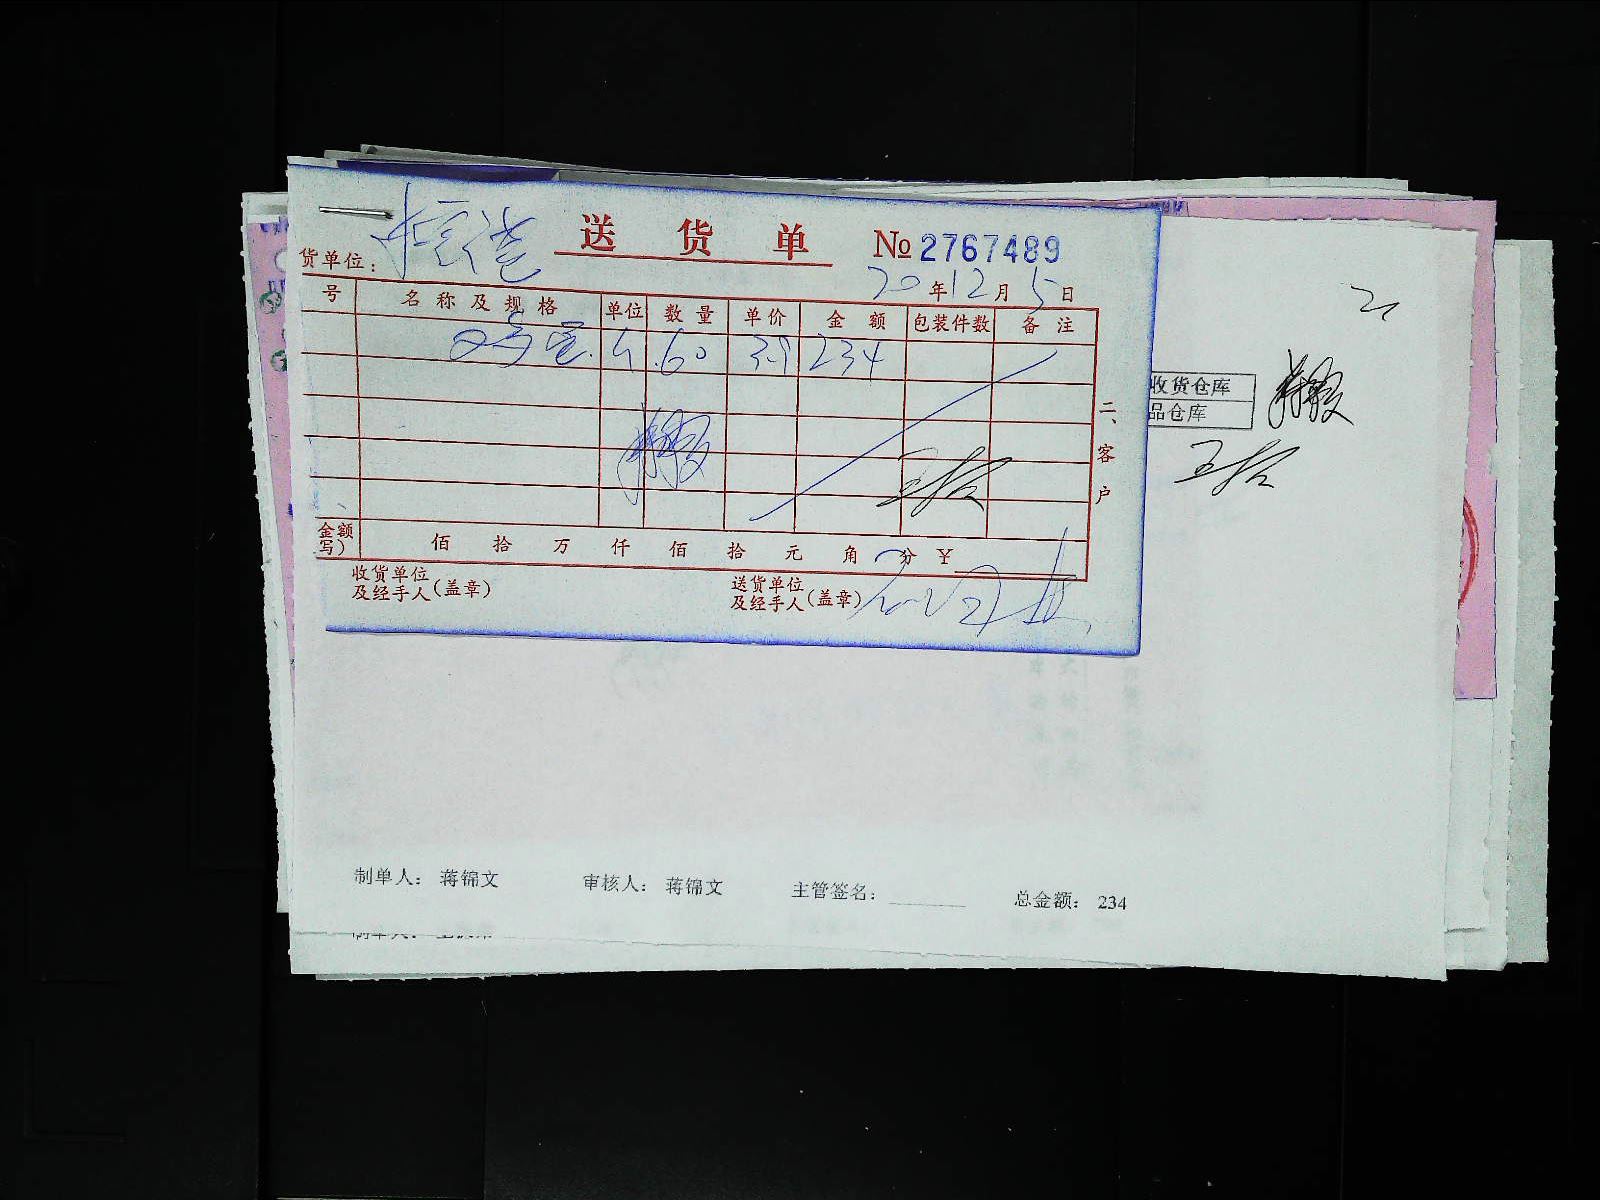 送货单 № 2767489
货单位：
20年12月5日
号 名称及规格 单位 数量 单价 金额 包装件数 备注
60 3.9 234
二、客户
金额
写） 佰 拾 万 仟 佰 拾 元 角 分 ￥
收货单位
及经手人（盖章）
送货单位
及经手人（盖章）
收货仓库
品仓库
制单人： 蒋锦文 审核人： 蒋锦文 主管签名： 总金额： 234